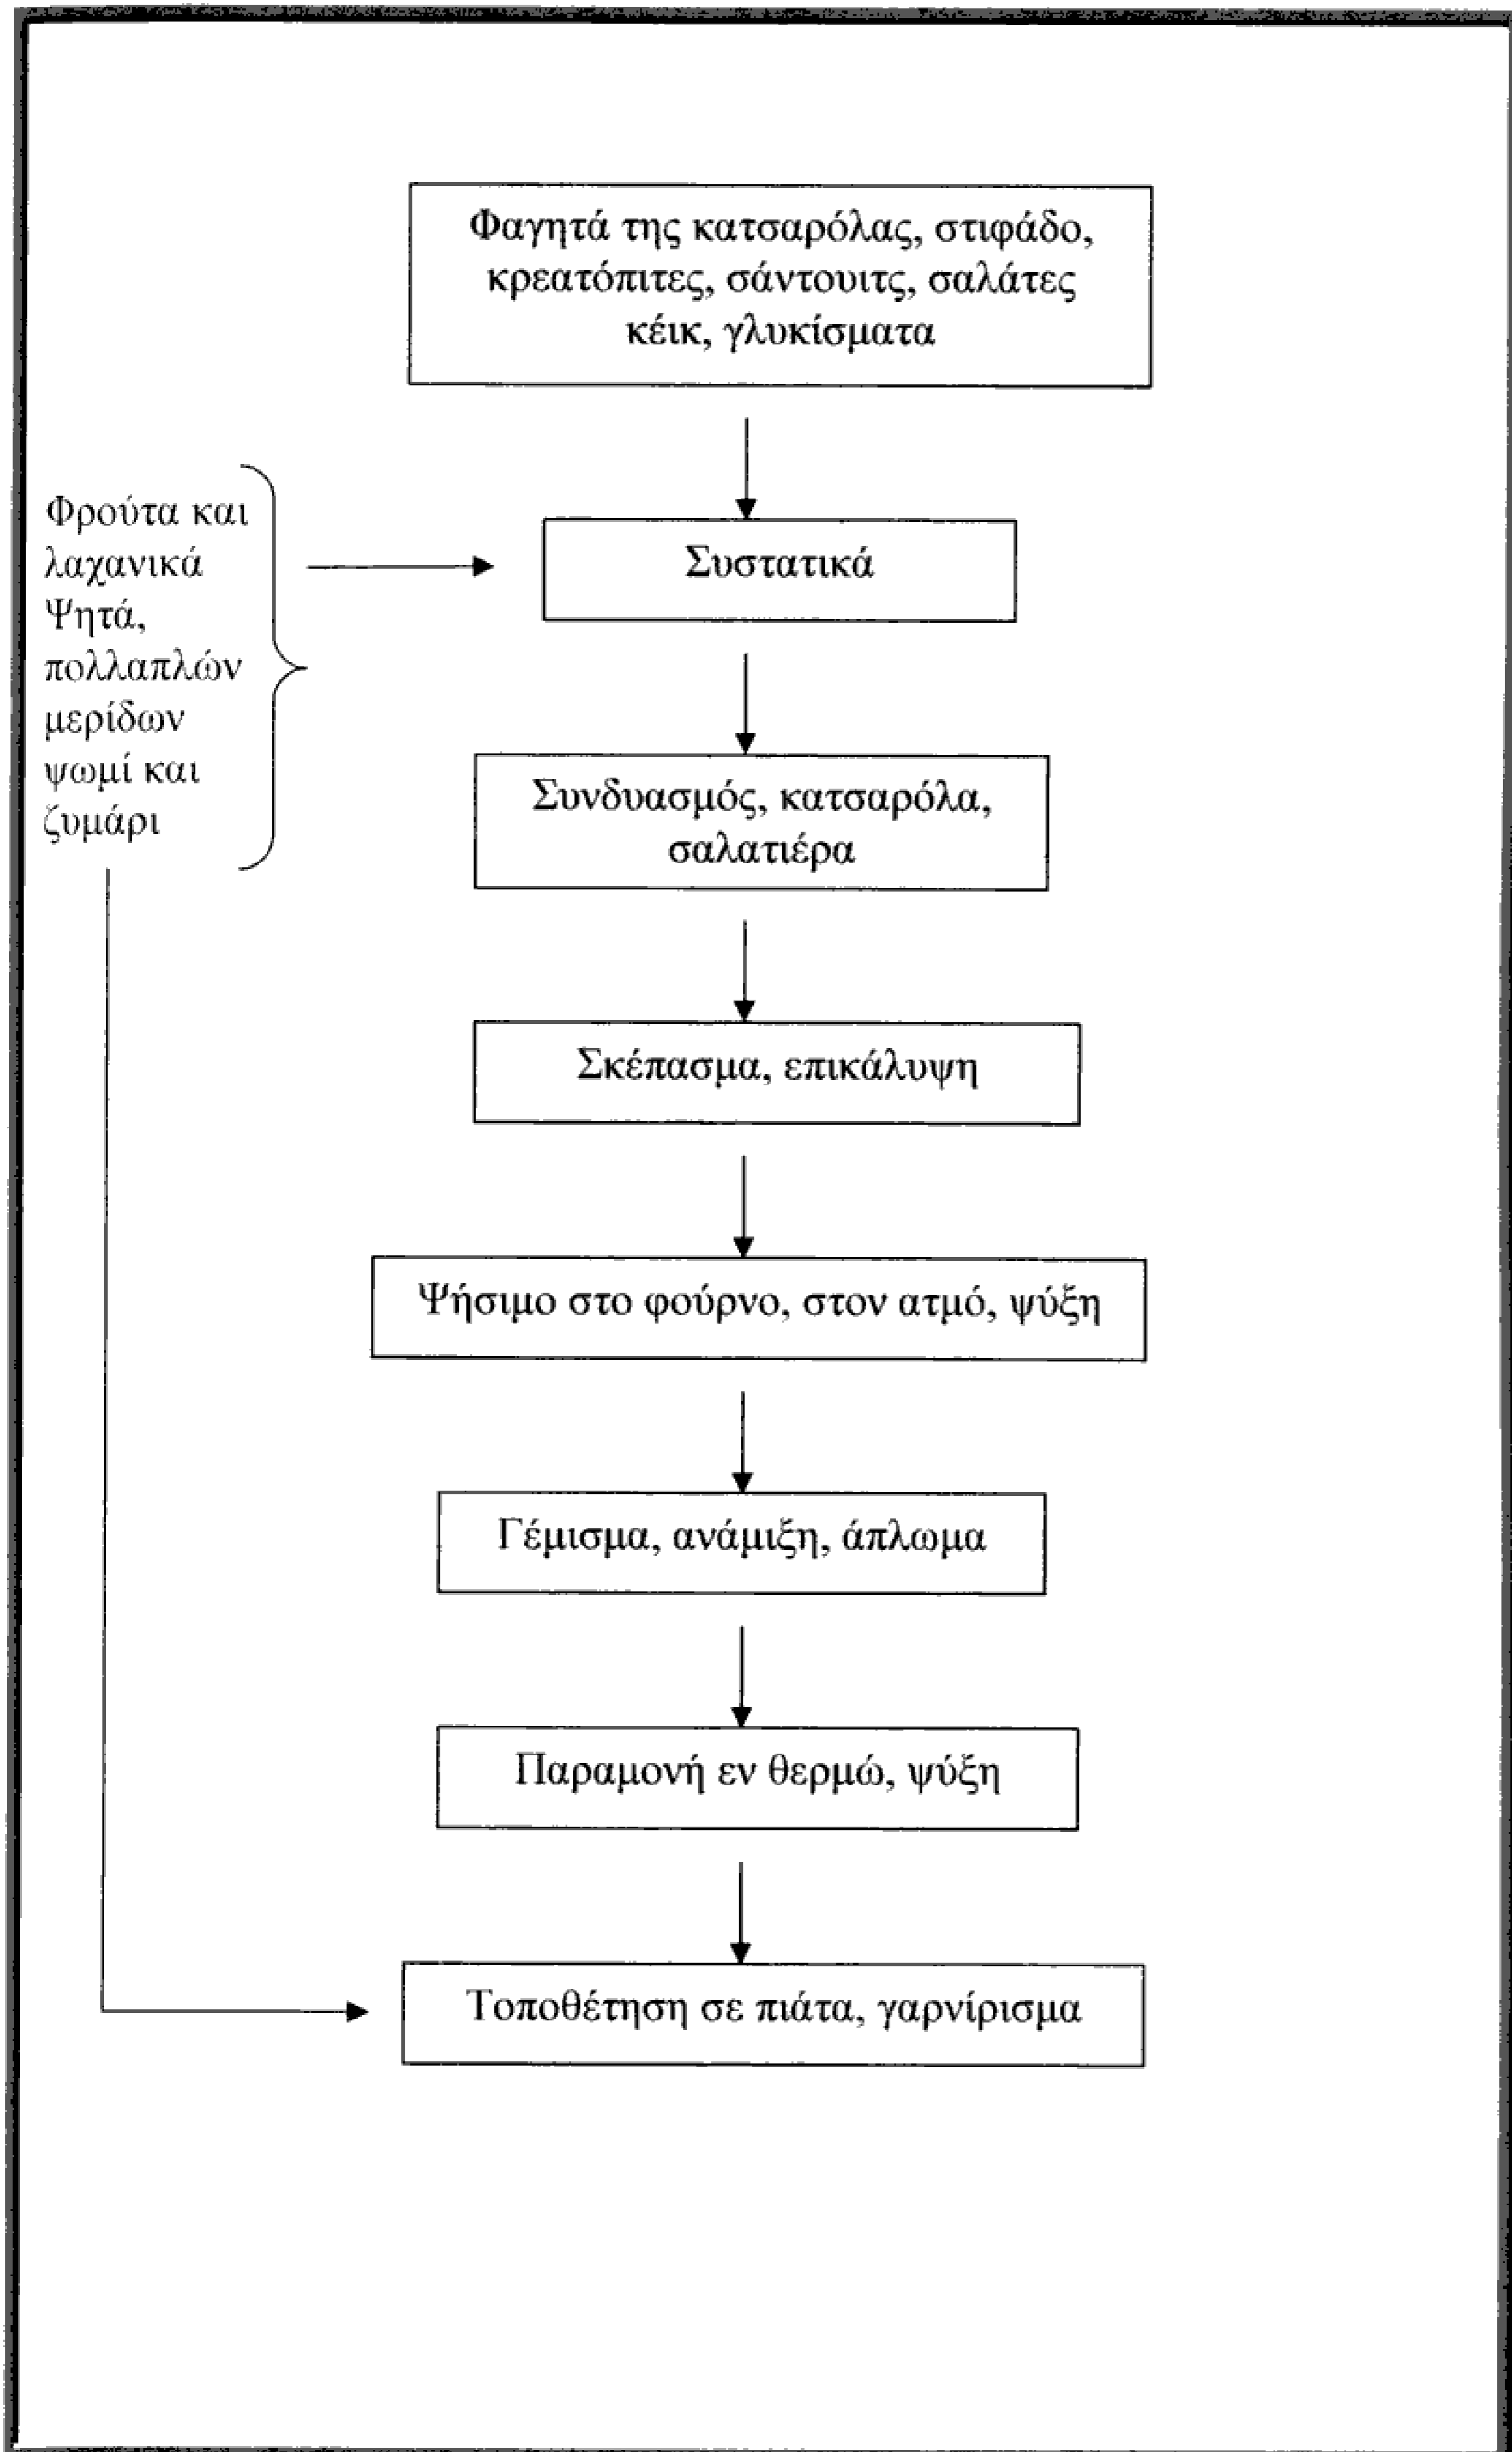 Φαγητά της κατσαρόλας, στιφάδο,
κρεατόπιτες, σάντουιτς, σαλάτες
κέικ, γλυκίσματα
Φρούτα και
λαχανικά
Ψητά,
πολλαπλών
μερίδων
ψωμί και
ζυμάρι
Συστατικά
Συνδυασμός, κατσαρόλα,
σαλατιέρα
Σκέπασμα, επικάλυψη
Ψήσιμο στο φούρνο, στον ατμό, ψύξη
Γέμισμα, ανάμιξη, άπλωμα
Παραμονή εν θερμώ, ψύξη
Τοποθέτηση σε πιάτα, γαρνίρισμα